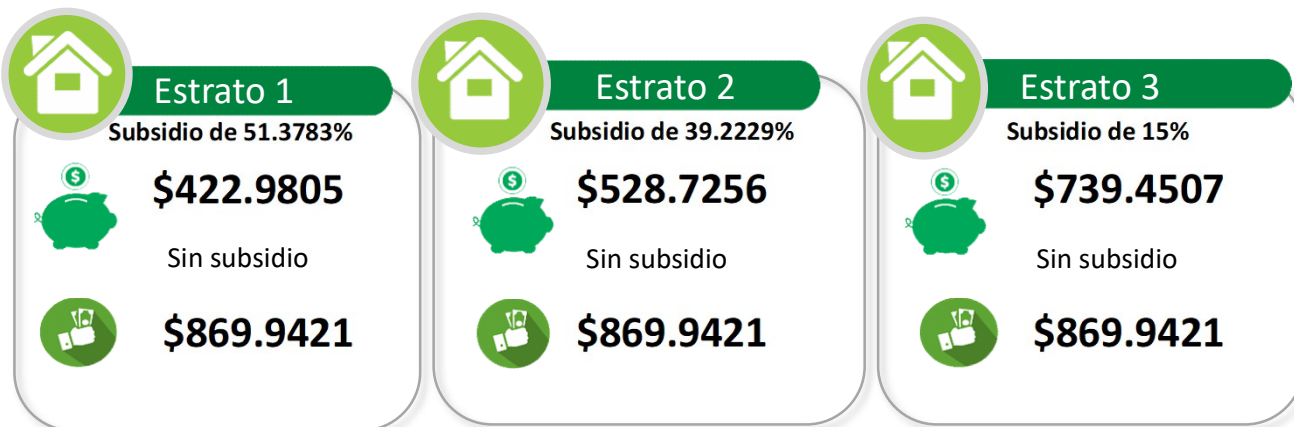 Estrato 1
Subsidio de 51.3783%
$422.9805
Sin subsidio
$869.9421
Estrato 2
Subsidio de 39.2229%
$528.7256
Sin subsidio
$869.9421
Estrato 3
Subsidio de 15%
$739.4507
Sin subsidio
$869.9421